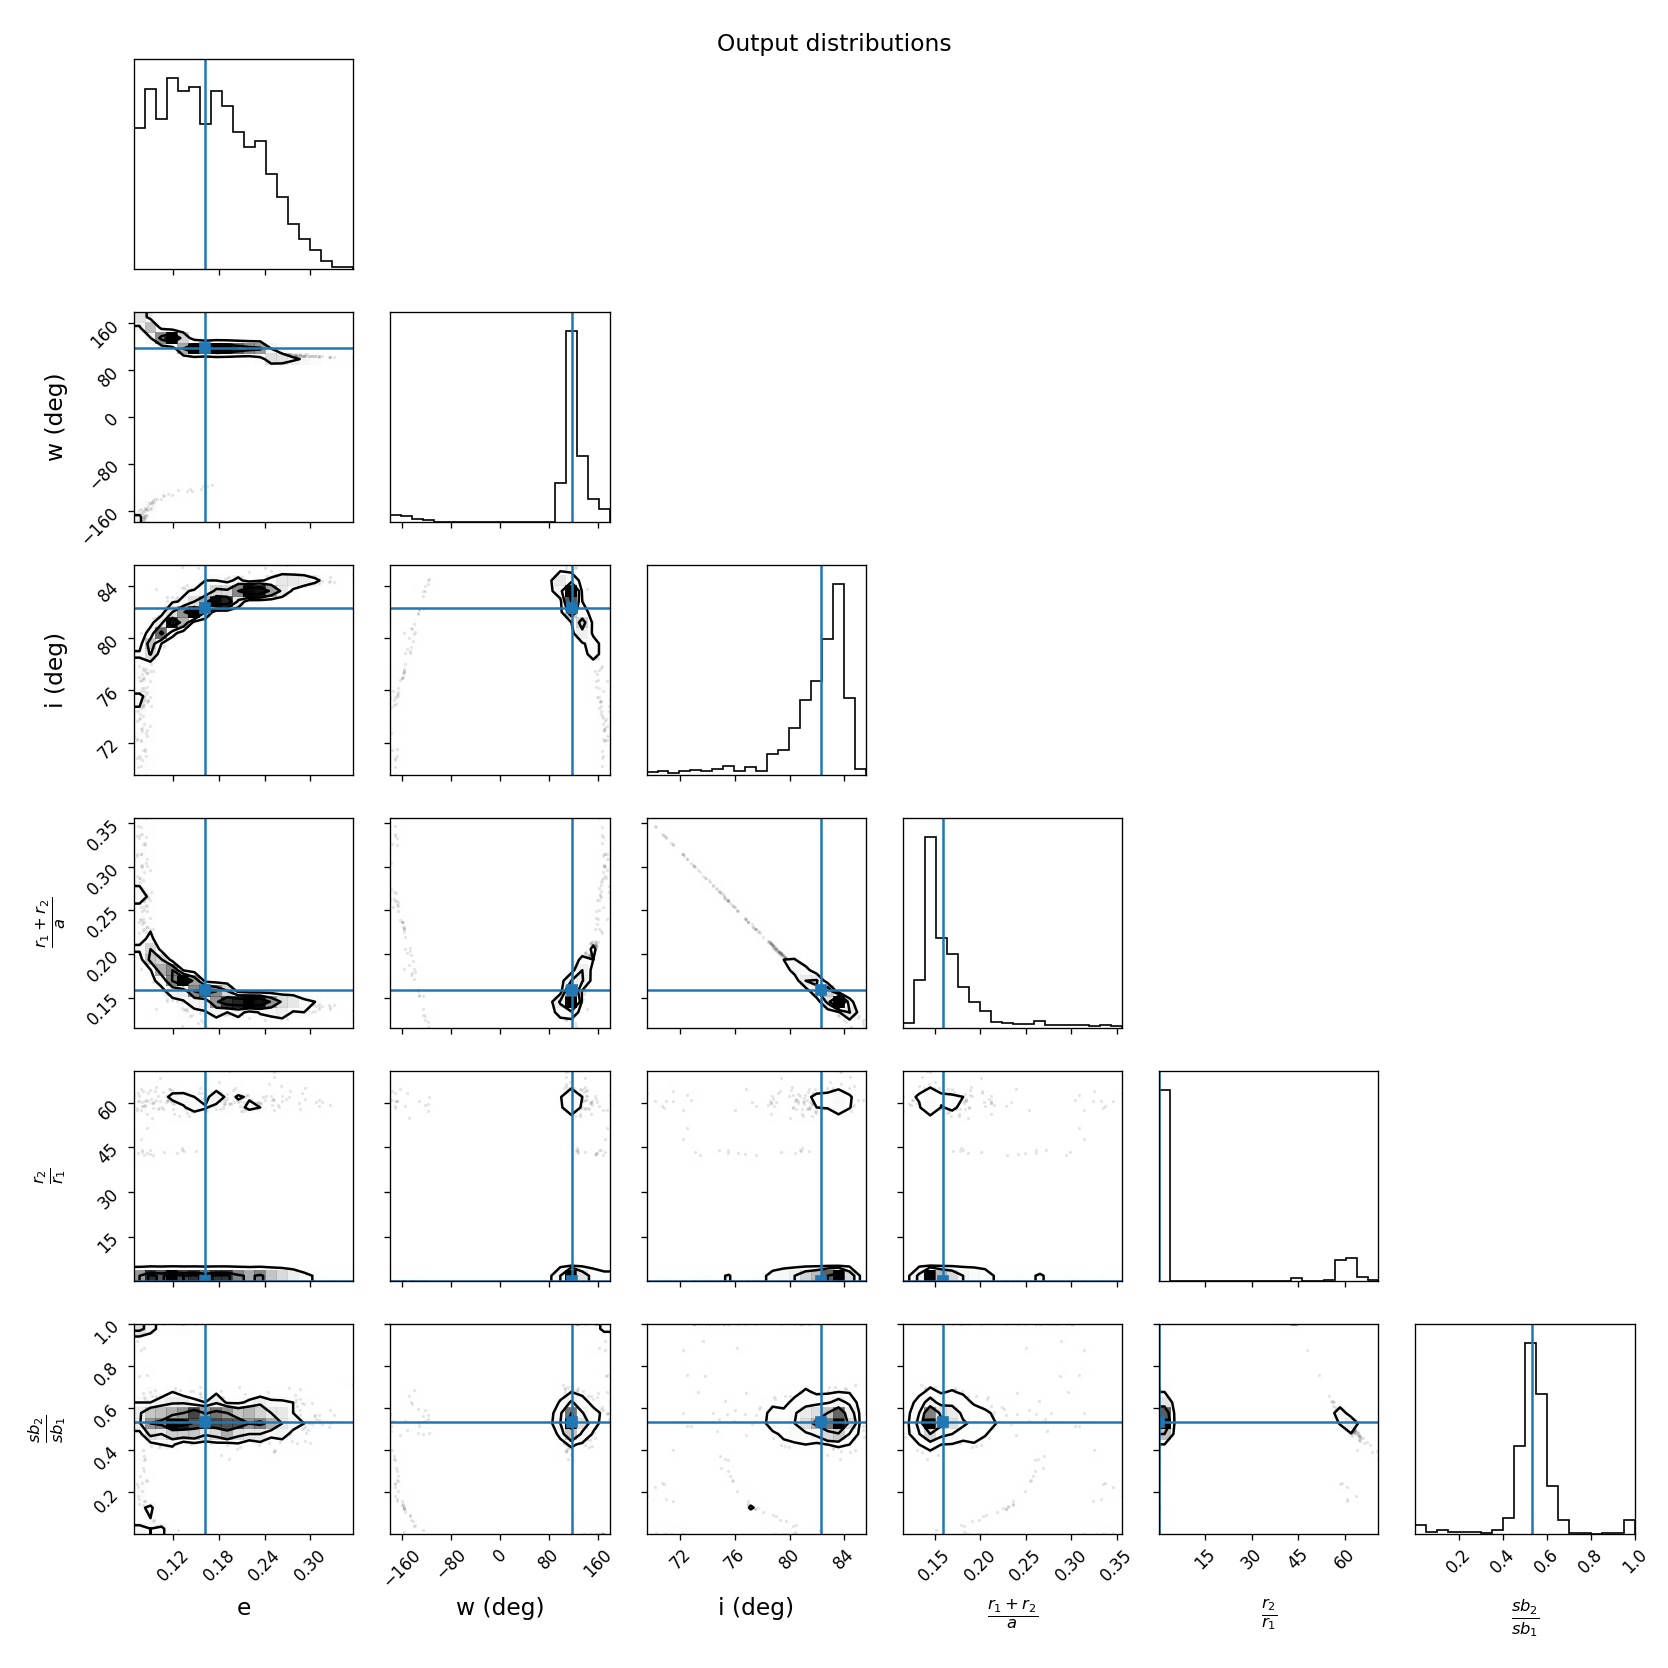 Output distributions
w (deg)
160
80
0
−80
−160
i (deg)
84
80
76
72
r1 + r2
a
0.35
0.30
0.25
0.20
0.15
r2
r1
60
45
30
15
sb2
sb1
1.0
0.8
0.6
0.4
0.2
0.12 0.18 0.24 0.30
−160 −80 0 80 160
72 76 80 84
0.15 0.20 0.25 0.30 0.35
15 30 45 60
0.2 0.4 0.6 0.8 1.0
e
w (deg)
i (deg)
r1 + r2
a
r2
r1
sb2
sb1